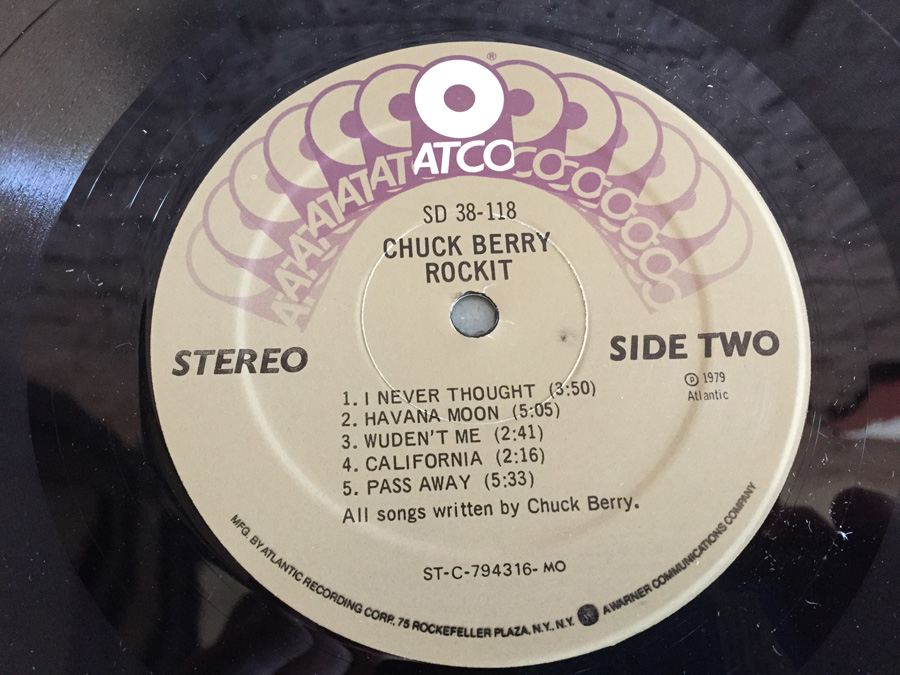 ®
ATCO
SD 38-118
CHUCK BERRY
ROCKIT
STEREO
SIDE TWO
Ⓟ 1979
Atlantic
1. I NEVER THOUGHT (3:50)
2. HAVANA MOON (5:05)
3. WUDEN'T ME (2:41)
4. CALIFORNIA (2:16)
5. PASS AWAY (5:33)
All songs written by Chuck Berry.
ST-C-794316- MO
MFG. BY ATLANTIC RECORDING CORP., 75 ROCKEFELLER PLAZA, N.Y., N.Y. A WARNER COMMUNICATIONS COMPANY